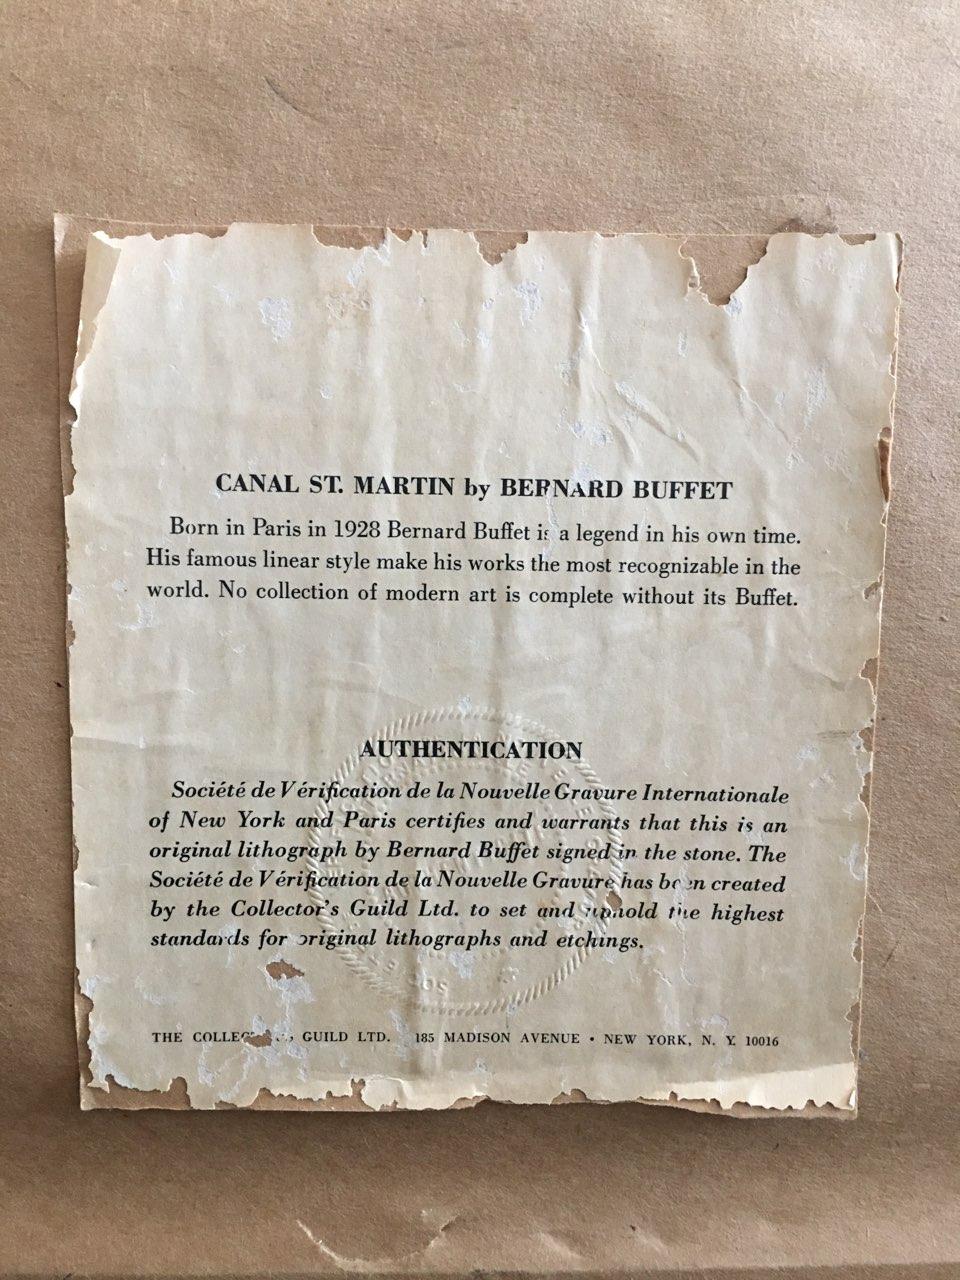 CANAL ST. MARTIN by BERNARD BUFFET
Born in Paris in 1928 Bernard Buffet is a legend in his own time.
His famous linear style make his works the most recognizable in the
world. No collection of modern art is complete without its Buffet.
AUTHENTICATION
Société de Vérification de la Nouvelle Gravure Internationale
of New York and Paris certifies and warrants that this is an
original lithograph by Bernard Buffet signed in the stone. The
Société de Vérification de la Nouvelle Gravure has been created
by the Collector's Guild Ltd. to set and uphold the highest
standards for original lithographs and etchings.
THE GUILD LTD. 185 MADISON AVENUE • NEW YORK, N. Y. 10016